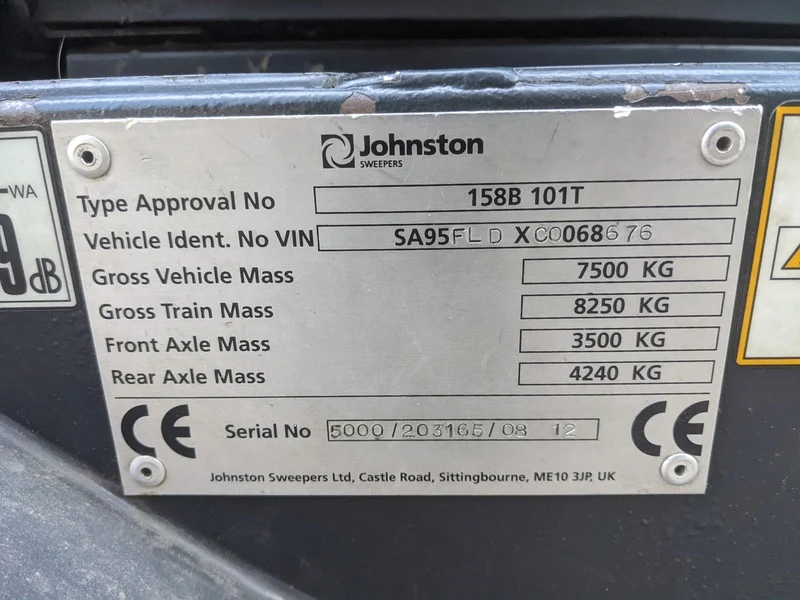 Johnston
SWEEPERS
Type Approval No 158B 101T
Vehicle Ident. No VIN SA95FLDXC0068676
Gross Vehicle Mass 7500 KG
Gross Train Mass 8250 KG
Front Axle Mass 3500 KG
Rear Axle Mass 4240 KG
CE Serial No 5000/203165/08 12 CE
Johnston Sweepers Ltd, Castle Road, Sittingbourne, ME10 3JP, UK
WA
9
dB